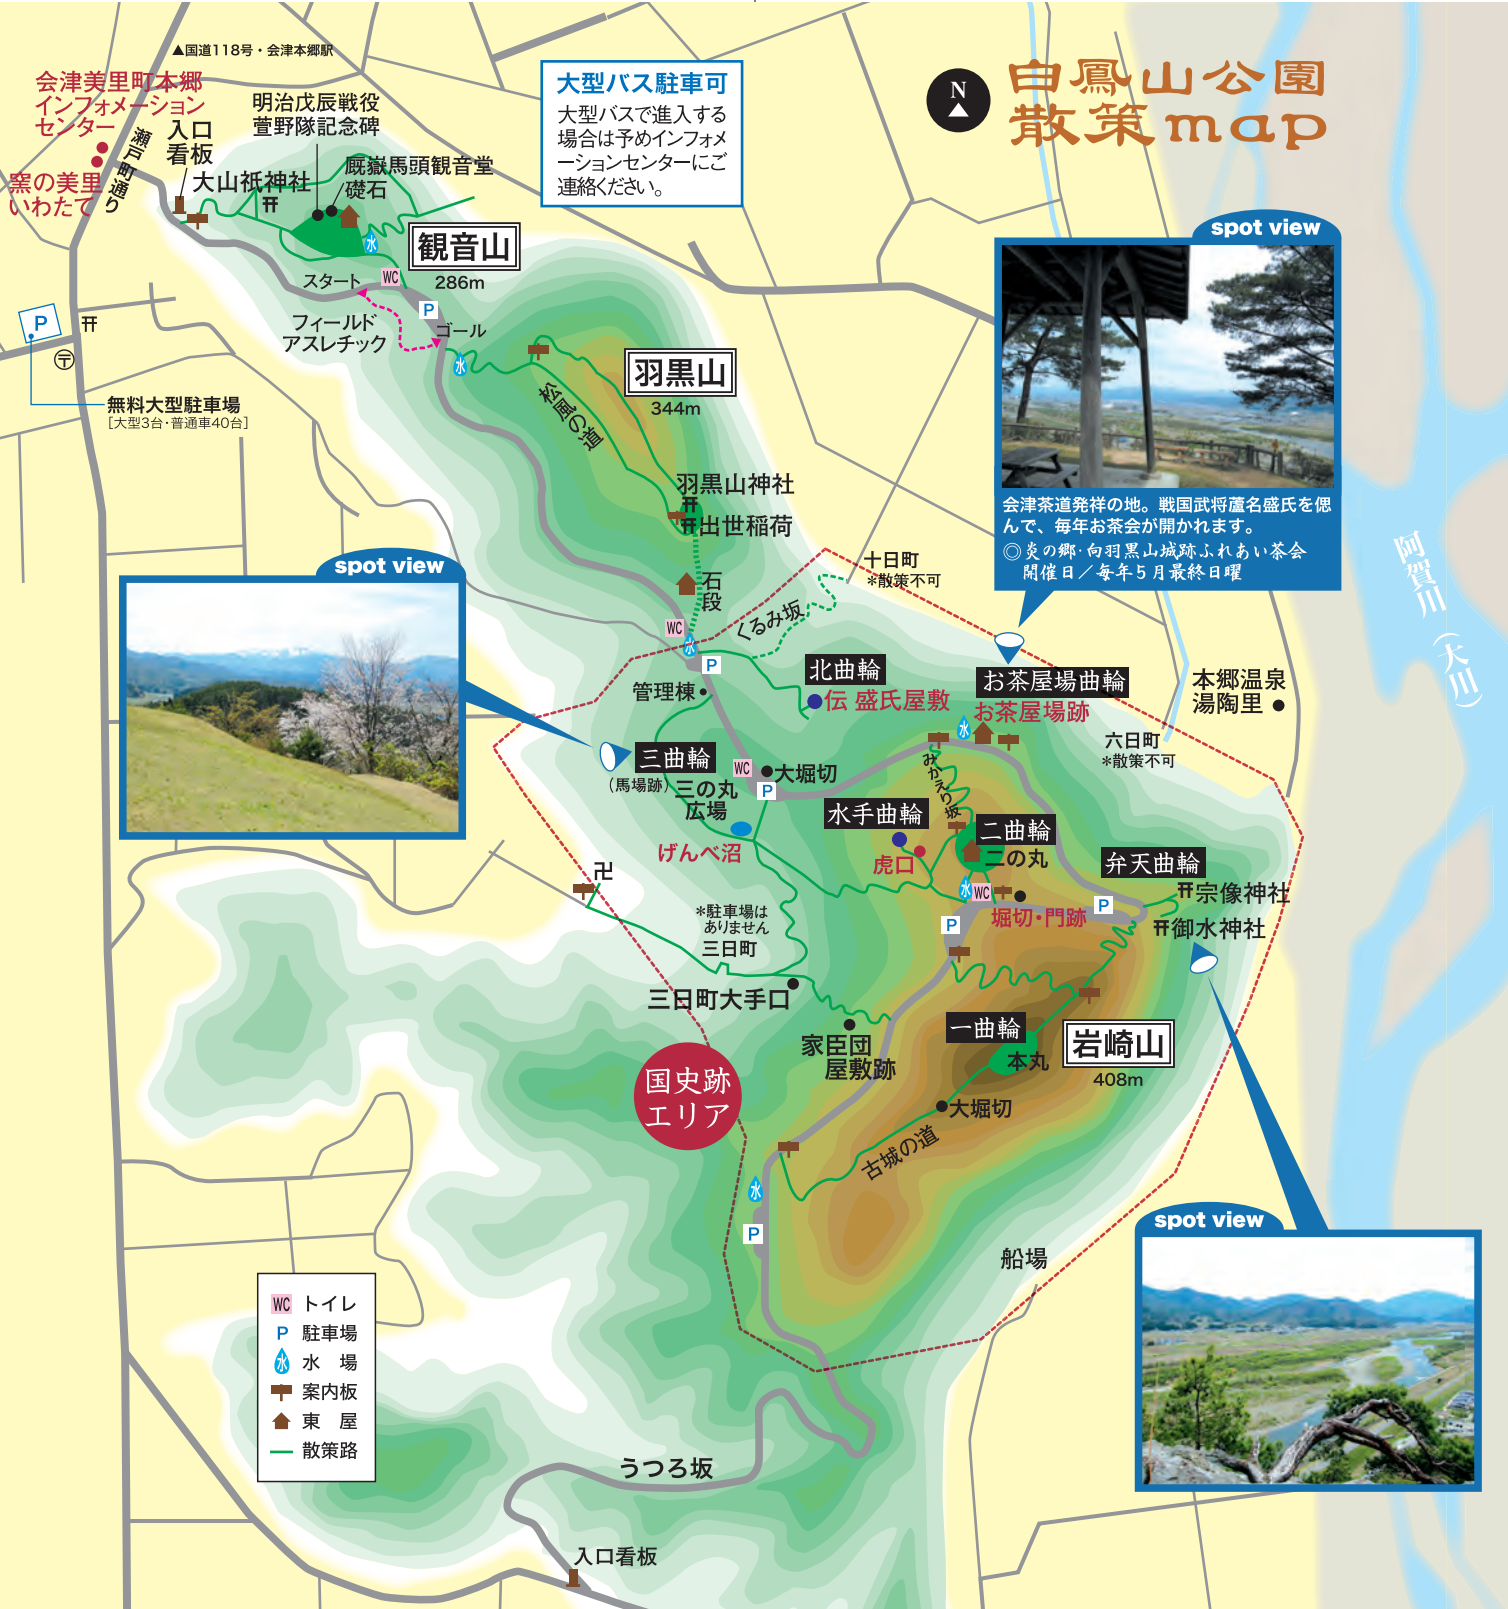 ▲国道118号・会津本郷駅
白鳳山公園
散策map
N
会津美里町本郷
インフォメーション
センター
瀬戸町通り
入口
看板
窯の美里
いわたて
明治戊辰戦役
萱野隊記念碑
厩嶽馬頭観音堂
礎石
大山祇神社
大型バス駐車可
大型バスで進入する
場合は予めインフォメ
ーションセンターにご
連絡ください。
観音山
286m
水
WC
スタート
P
フィールド
アスレチック
ゴール
水
P
〒
無料大型駐車場
[大型3台・普通車40台]
羽黒山
344m
松風の道
羽黒山神社
出世稲荷
石段
WC
水
P
くるみ坂
十日町
*散策不可
spot view
会津茶道発祥の地。戦国武将蘆名盛氏を偲
んで、毎年お茶会が開かれます。
◎炎の郷・向羽黒山城跡ふれあい茶会
開催日／毎年5月最終日曜
阿賀川（大川）
spot view
管理棟
北曲輪
伝 盛氏屋敷
お茶屋場曲輪
お茶屋場跡
水
本郷温泉
湯陶里
六日町
*散策不可
三曲輪
（馬場跡）
三の丸
広場
WC
大堀切
P
みかえり坂
水手曲輪
虎口
二曲輪
二の丸
げんべ沼
弁天曲輪
宗像神社
御水神社
水
WC
堀切・門跡
P
P
卍
*駐車場は
ありません
三日町
三日町大手口
家臣団
屋敷跡
一曲輪
本丸
岩崎山
408m
大堀切
古城の道
国史跡
エリア
水
P
船場
spot view
WC トイレ
P 駐車場
水 水　場
案内板
東　屋
散策路
うつろ坂
入口看板